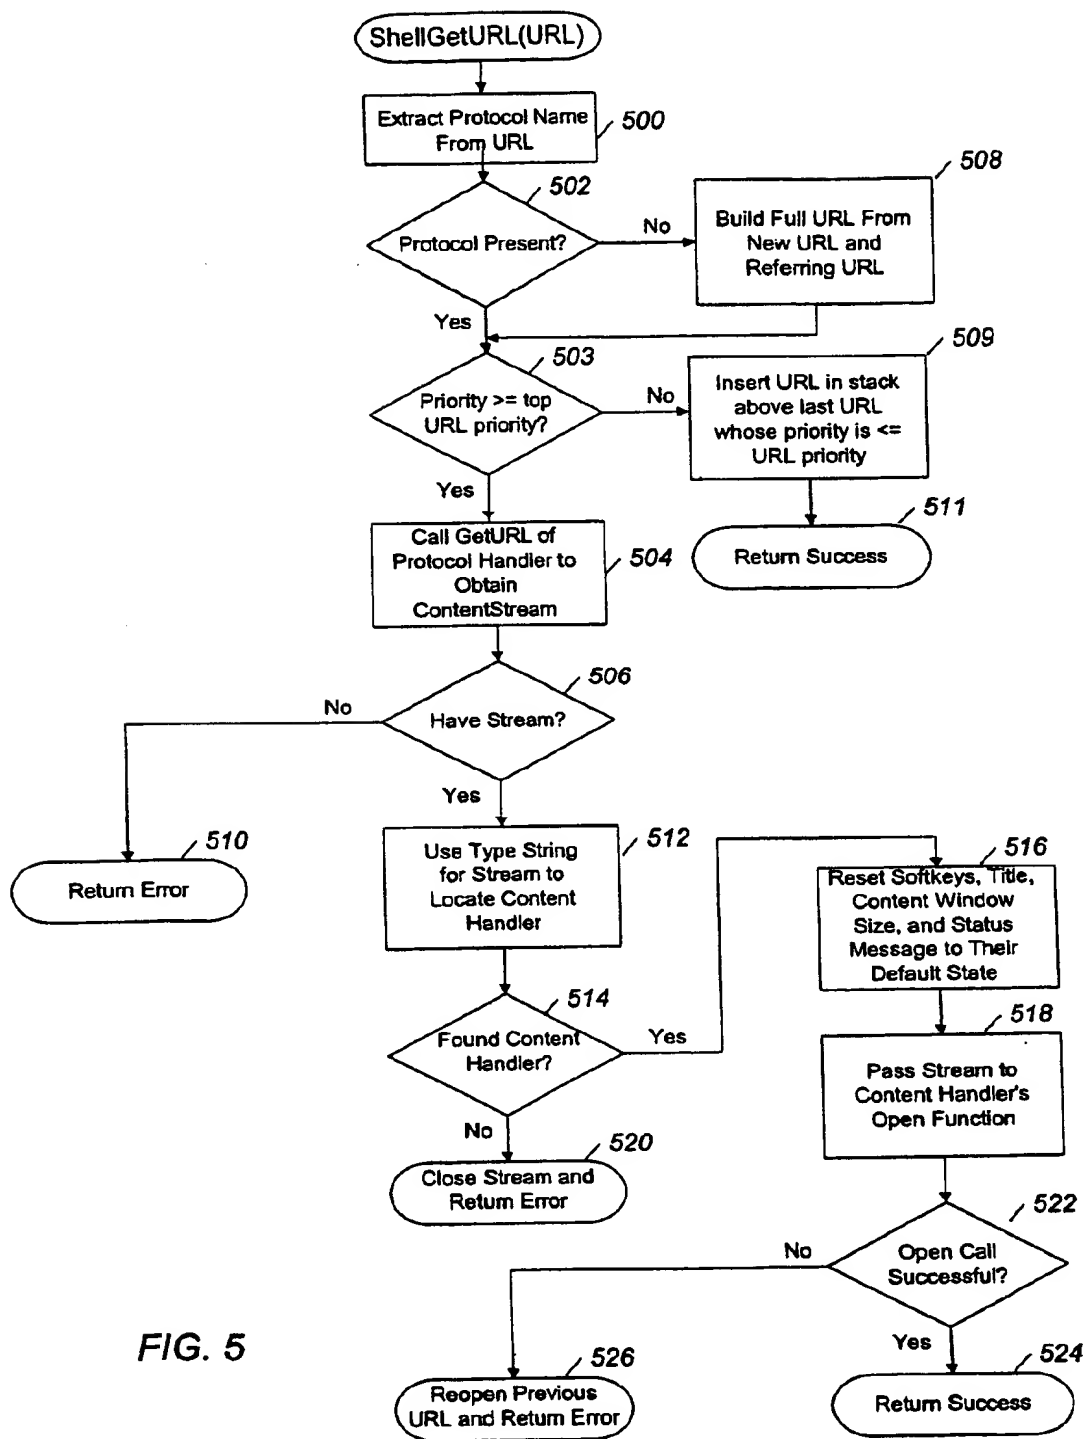 ShellGetURL(URL)
Extract Protocol Name
From URL
500
502
Protocol Present?
No
508
Build Full URL From
New URL and
Referring URL
Yes
503
Priority >= top
URL priority?
No
509
Insert URL in stack
above last URL
whose priority is <=
URL priority
Yes
511
Return Success
Call GetURL of
Protocol Handler to
Obtain
ContentStream
504
506
Have Stream?
No
Yes
510
Return Error
Use Type String
for Stream to
Locate Content
Handler
512
514
Found Content
Handler?
Yes
516
Reset Softkeys, Title,
Content Window
Size, and Status
Message to Their
Default State
518
Pass Stream to
Content Handler's
Open Function
No
520
Close Stream and
Return Error
522
Open Call
Successful?
No
Yes
526
Reopen Previous
URL and Return Error
524
Return Success
FIG. 5